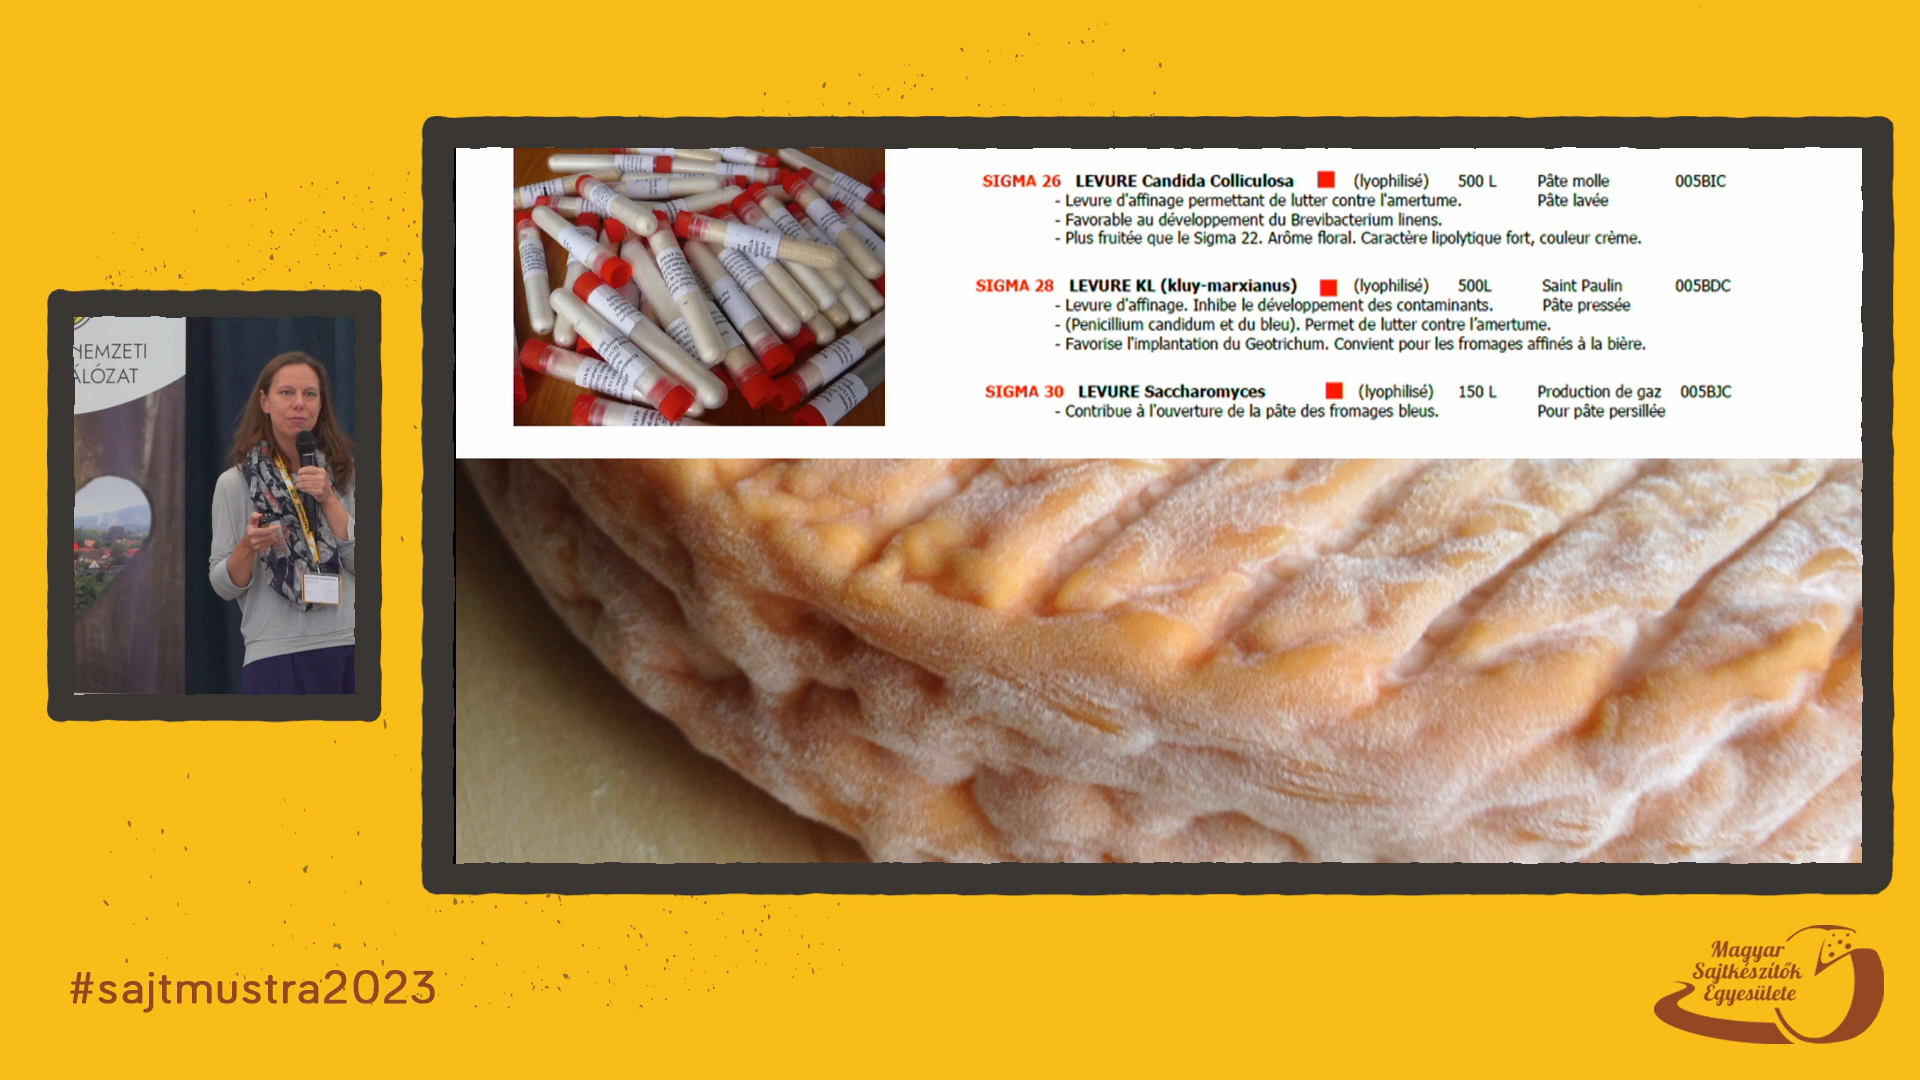 NEMZETI
ÁLÓZAT
SIGMA 26 LEVURE Candida Colliculosa (lyophilisé) 500 L Pâte molle 005BIC
- Levure d'affinage permettant de lutter contre l'amertume. Pâte lavée
- Favorable au développement du Brevibacterium linens.
- Plus fruitée que le Sigma 22. Arôme floral. Caractère lipolytique fort, couleur crème.
SIGMA 28 LEVURE KL (kluy-marxianus) (lyophilisé) 500L Saint Paulin 005BDC
- Levure d'affinage. Inhibe le développement des contaminants. Pâte pressée
- (Penicillium candidum et du bleu). Permet de lutter contre l'amertume.
- Favorise l'implantation du Geotrichum. Convient pour les fromages affinés à la bière.
SIGMA 30 LEVURE Saccharomyces (lyophilisé) 150 L Production de gaz 005BJC
- Contribue à l'ouverture de la pâte des fromages bleus. Pour pâte persillée
#sajtmustra2023
Magyar
Sajtkészítők
Egyesülete